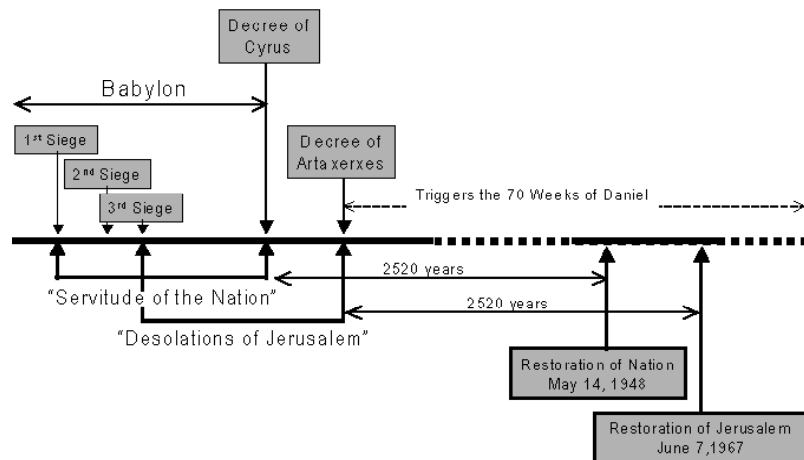 Decree of
Cyrus
Babylon
1st Siege
2nd Siege
3rd Siege
Decree of
Artaxerxes
Triggers the 70 Weeks of Daniel
2520 years
“Servitude of the Nation”
2520 years
“Desolations of Jerusalem”
Restoration of Nation
May 14, 1948
Restoration of Jerusalem
June 7,1967